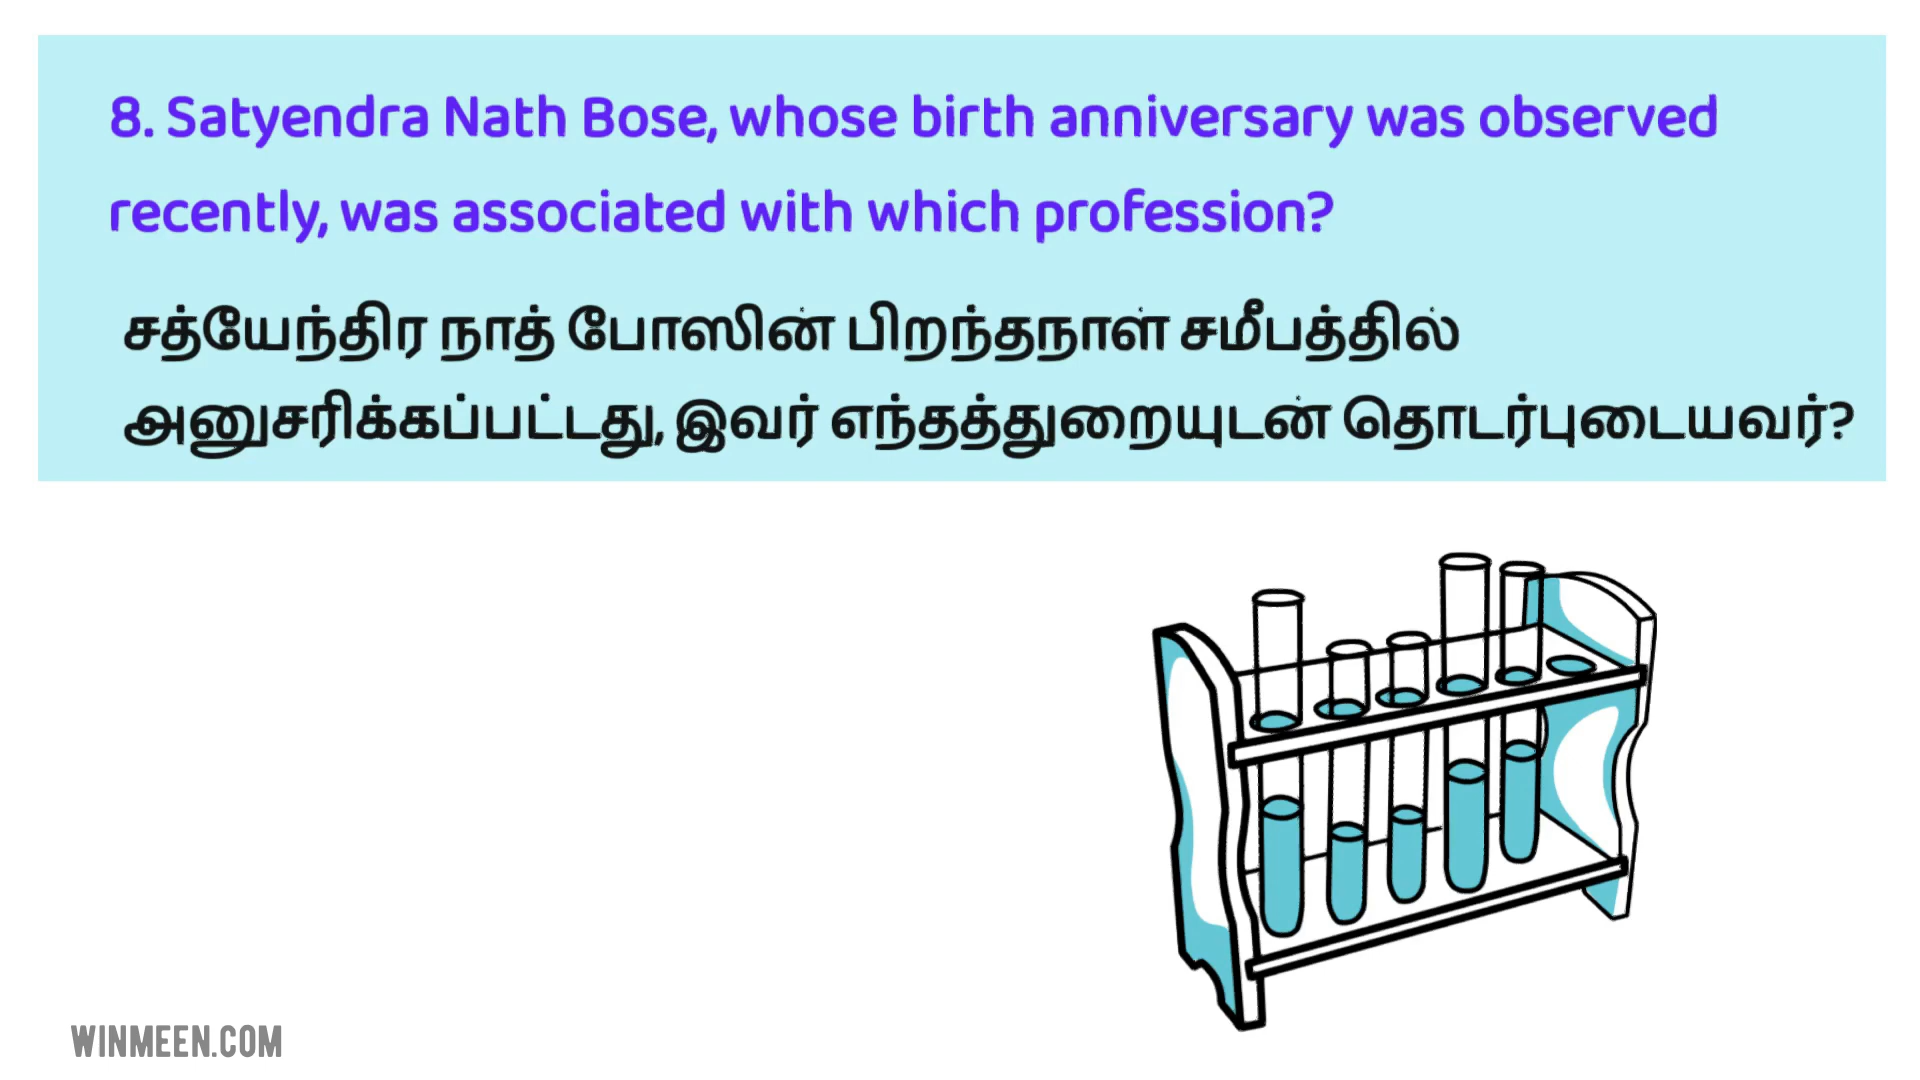 8. Satyendra Nath Bose, whose birth anniversary was observed
recently, was associated with which profession?
சத்யேந்திர நாத் போஸின் பிறந்தநாள் சமீபத்தில்
அனுசரிக்கப்பட்டது, இவர் எந்தத்துறையுடன் தொடர்புடையவர்?
WINMEEN.COM